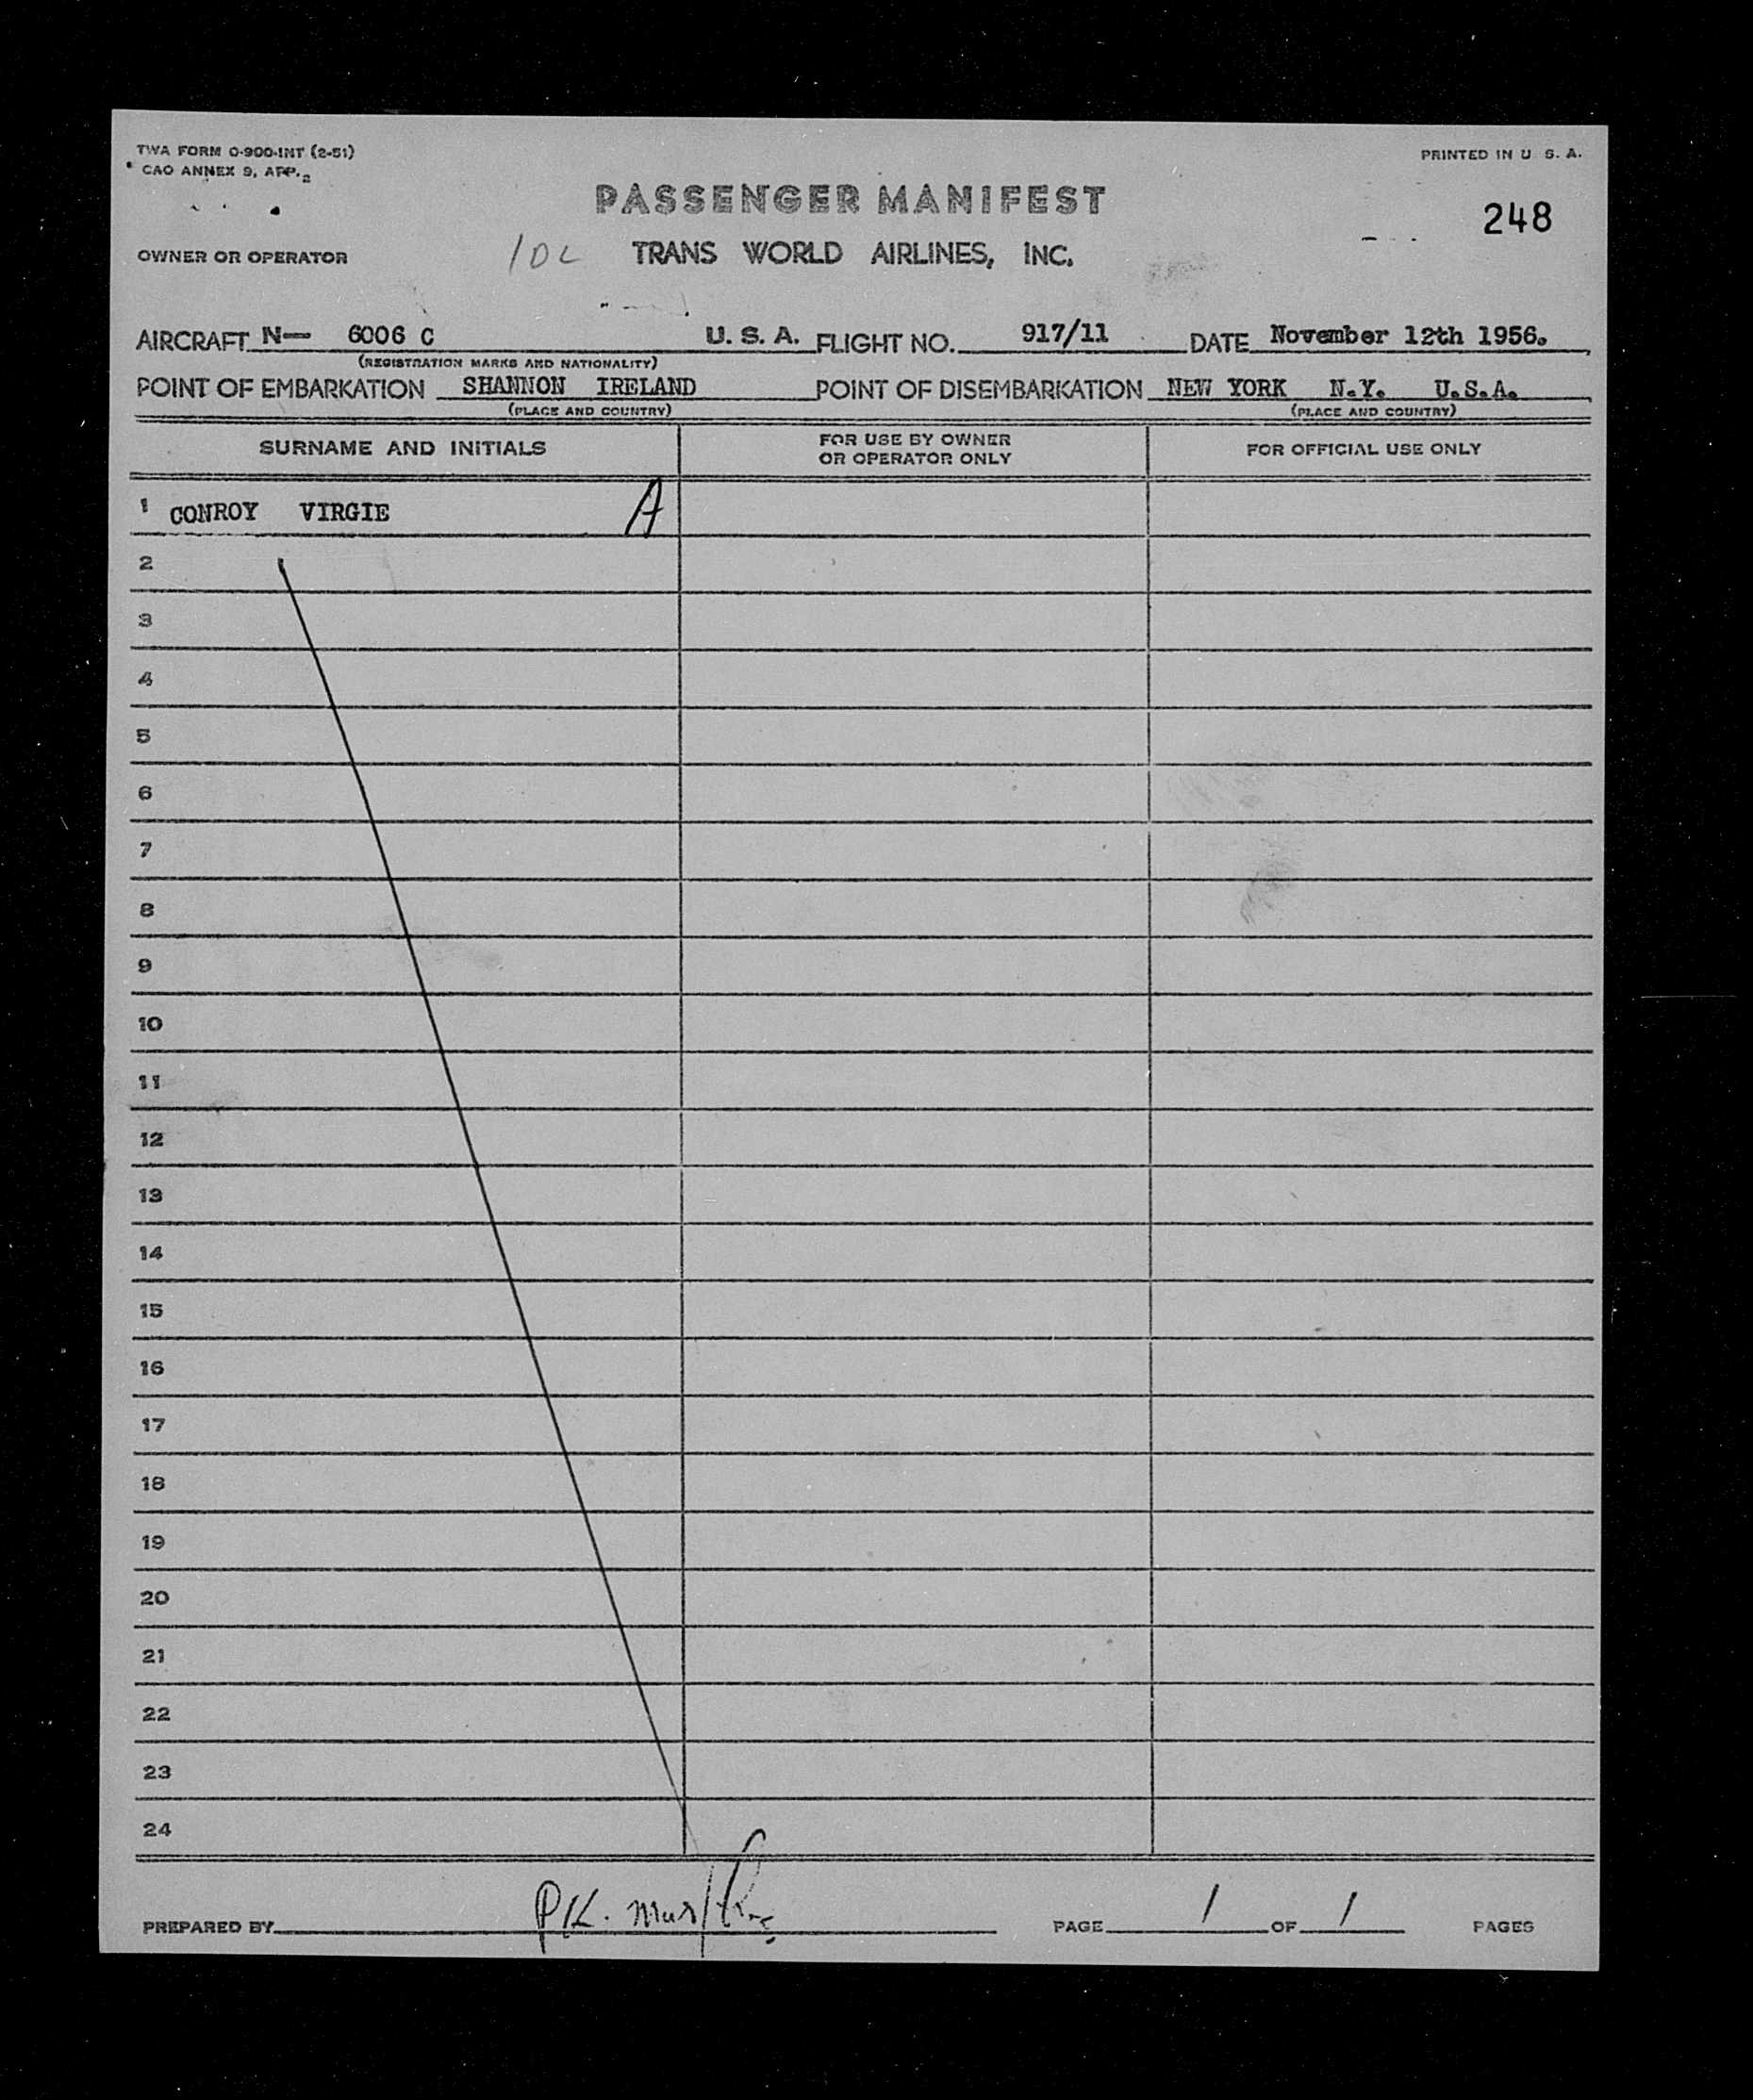 TWA FORM O-900-INT (2-51)
PRINTED IN U S. A.
CAO ANNEX 9, APP. 2
PASSENGER MANIFEST
248
OWNER OR OPERATOR
TRANS WORLD AIRLINES, INC.
AIRCRAFT N- 6006 C U. S. A. FLIGHT NO. 917/11 DATE November 12th 1956.
(REGISTRATION MARKS AND NATIONALITY)
POINT OF EMBARKATION SHANNON IRELAND POINT OF DISEMBARKATION NEW YORK N.Y. U.S.A.
(PLACE AND COUNTRY) (PLACE AND COUNTRY)
SURNAME AND INITIALS FOR USE BY OWNER OR OPERATOR ONLY FOR OFFICIAL USE ONLY
1 CONROY VIRGIE A
2
3
4
5
6
7
8
9
10
11
12
13
14
15
16
17
18
19
20
21
22
23
24
PREPARED BY PAGE 1 OF 1 PAGES